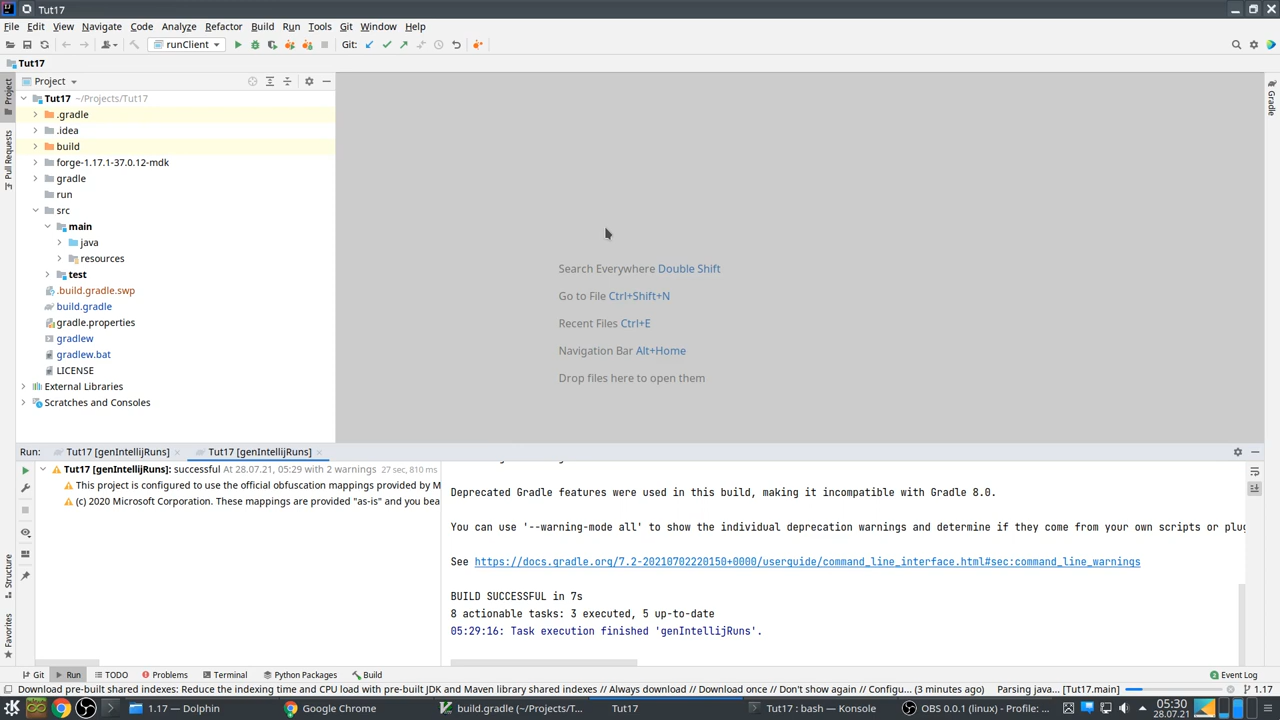 Tut17
File Edit View Navigate Code Analyze Refactor Build Run Tools Git Window Help
runClient Git:
Tut17
Project
Tut17 ~/Projects/Tut17
.gradle
.idea
build
forge-1.17.1-37.0.12-mdk
gradle
run
src
main
java
resources
test
.build.gradle.swp
build.gradle
gradle.properties
gradlew
gradlew.bat
LICENSE
External Libraries
Scratches and Consoles
Project
Pull Requests
Structure
Favorites
Gradle
Search Everywhere Double Shift
Go to File Ctrl+Shift+N
Recent Files Ctrl+E
Navigation Bar Alt+Home
Drop files here to open them
Run: Tut17 [genIntellijRuns] Tut17 [genIntellijRuns]
Tut17 [genIntellijRuns]: successful At 28.07.21, 05:29 with 2 warnings 27 sec, 810 ms
This project is configured to use the official obfuscation mappings provided by M
(c) 2020 Microsoft Corporation. These mappings are provided "as-is" and you bea
Deprecated Gradle features were used in this build, making it incompatible with Gradle 8.0.
You can use '--warning-mode all' to show the individual deprecation warnings and determine if they come from your own scripts or plug
See https://docs.gradle.org/7.2-20210702220150+0000/userguide/command_line_interface.html#sec:command_line_warnings
BUILD SUCCESSFUL in 7s
8 actionable tasks: 3 executed, 5 up-to-date
05:29:16: Task execution finished 'genIntellijRuns'.
Git Run TODO Problems Terminal Python Packages Build Event Log
Download pre-built shared indexes: Reduce the indexing time and CPU load with pre-built JDK and Maven library shared indexes // Always download // Download once // Don't show again // Configu... (3 minutes ago) Parsing java... [Tut17.main] 1.17
1.17 — Dolphin Google Chrome build.gradle (~/Projects/T... Tut17 Tut17 : bash — Konsole OBS 0.0.1 (linux) - Profile: ... 05:30
28.07.21